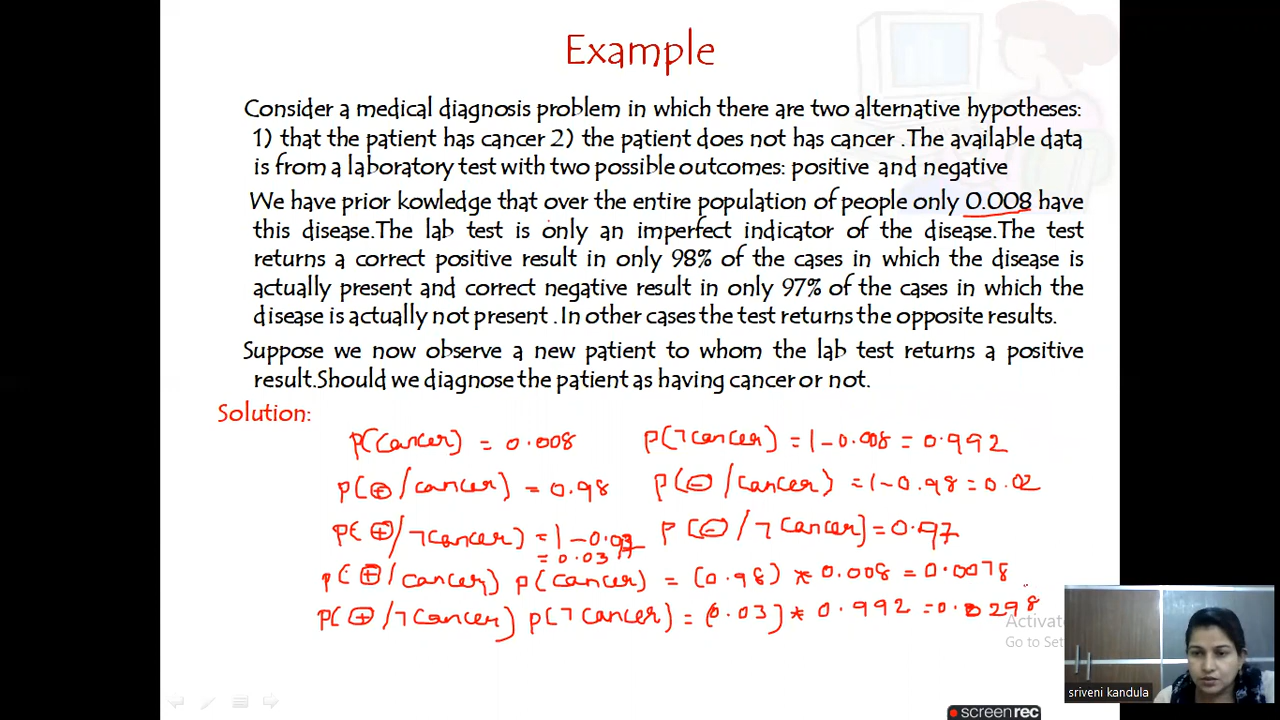 Example
Consider a medical diagnosis problem in which there are two alternative hypotheses:
1) that the patient has cancer 2) the patient does not has cancer .The available data
is from a laboratory test with two possible outcomes: positive and negative
We have prior kowledge that over the entire population of people only 0.008 have
this disease.The lab test is only an imperfect indicator of the disease.The test
returns a correct positive result in only 98% of the cases in which the disease is
actually present and correct negative result in only 97% of the cases in which the
disease is actually not present . In other cases the test returns the opposite results.
Suppose we now observe a new patient to whom the lab test returns a positive
result.Should we diagnose the patient as having cancer or not.
Solution:
P(cancer) = 0.008 P(¬cancer) = 1-0.008 = 0.992
P(⊕/cancer) = 0.98 P(⊖/cancer) = 1-0.98 = 0.02
P(⊕/¬cancer) = 1-0.97 P(⊖/¬cancer) = 0.97
= 0.03
P(⊕/cancer) P(cancer) = (0.98) * 0.008 = 0.0078
P(⊕/¬cancer) P(¬cancer) = (0.03) * 0.992 = 0.0298
Activate
Go to Set
sriveni kandula
screenrec